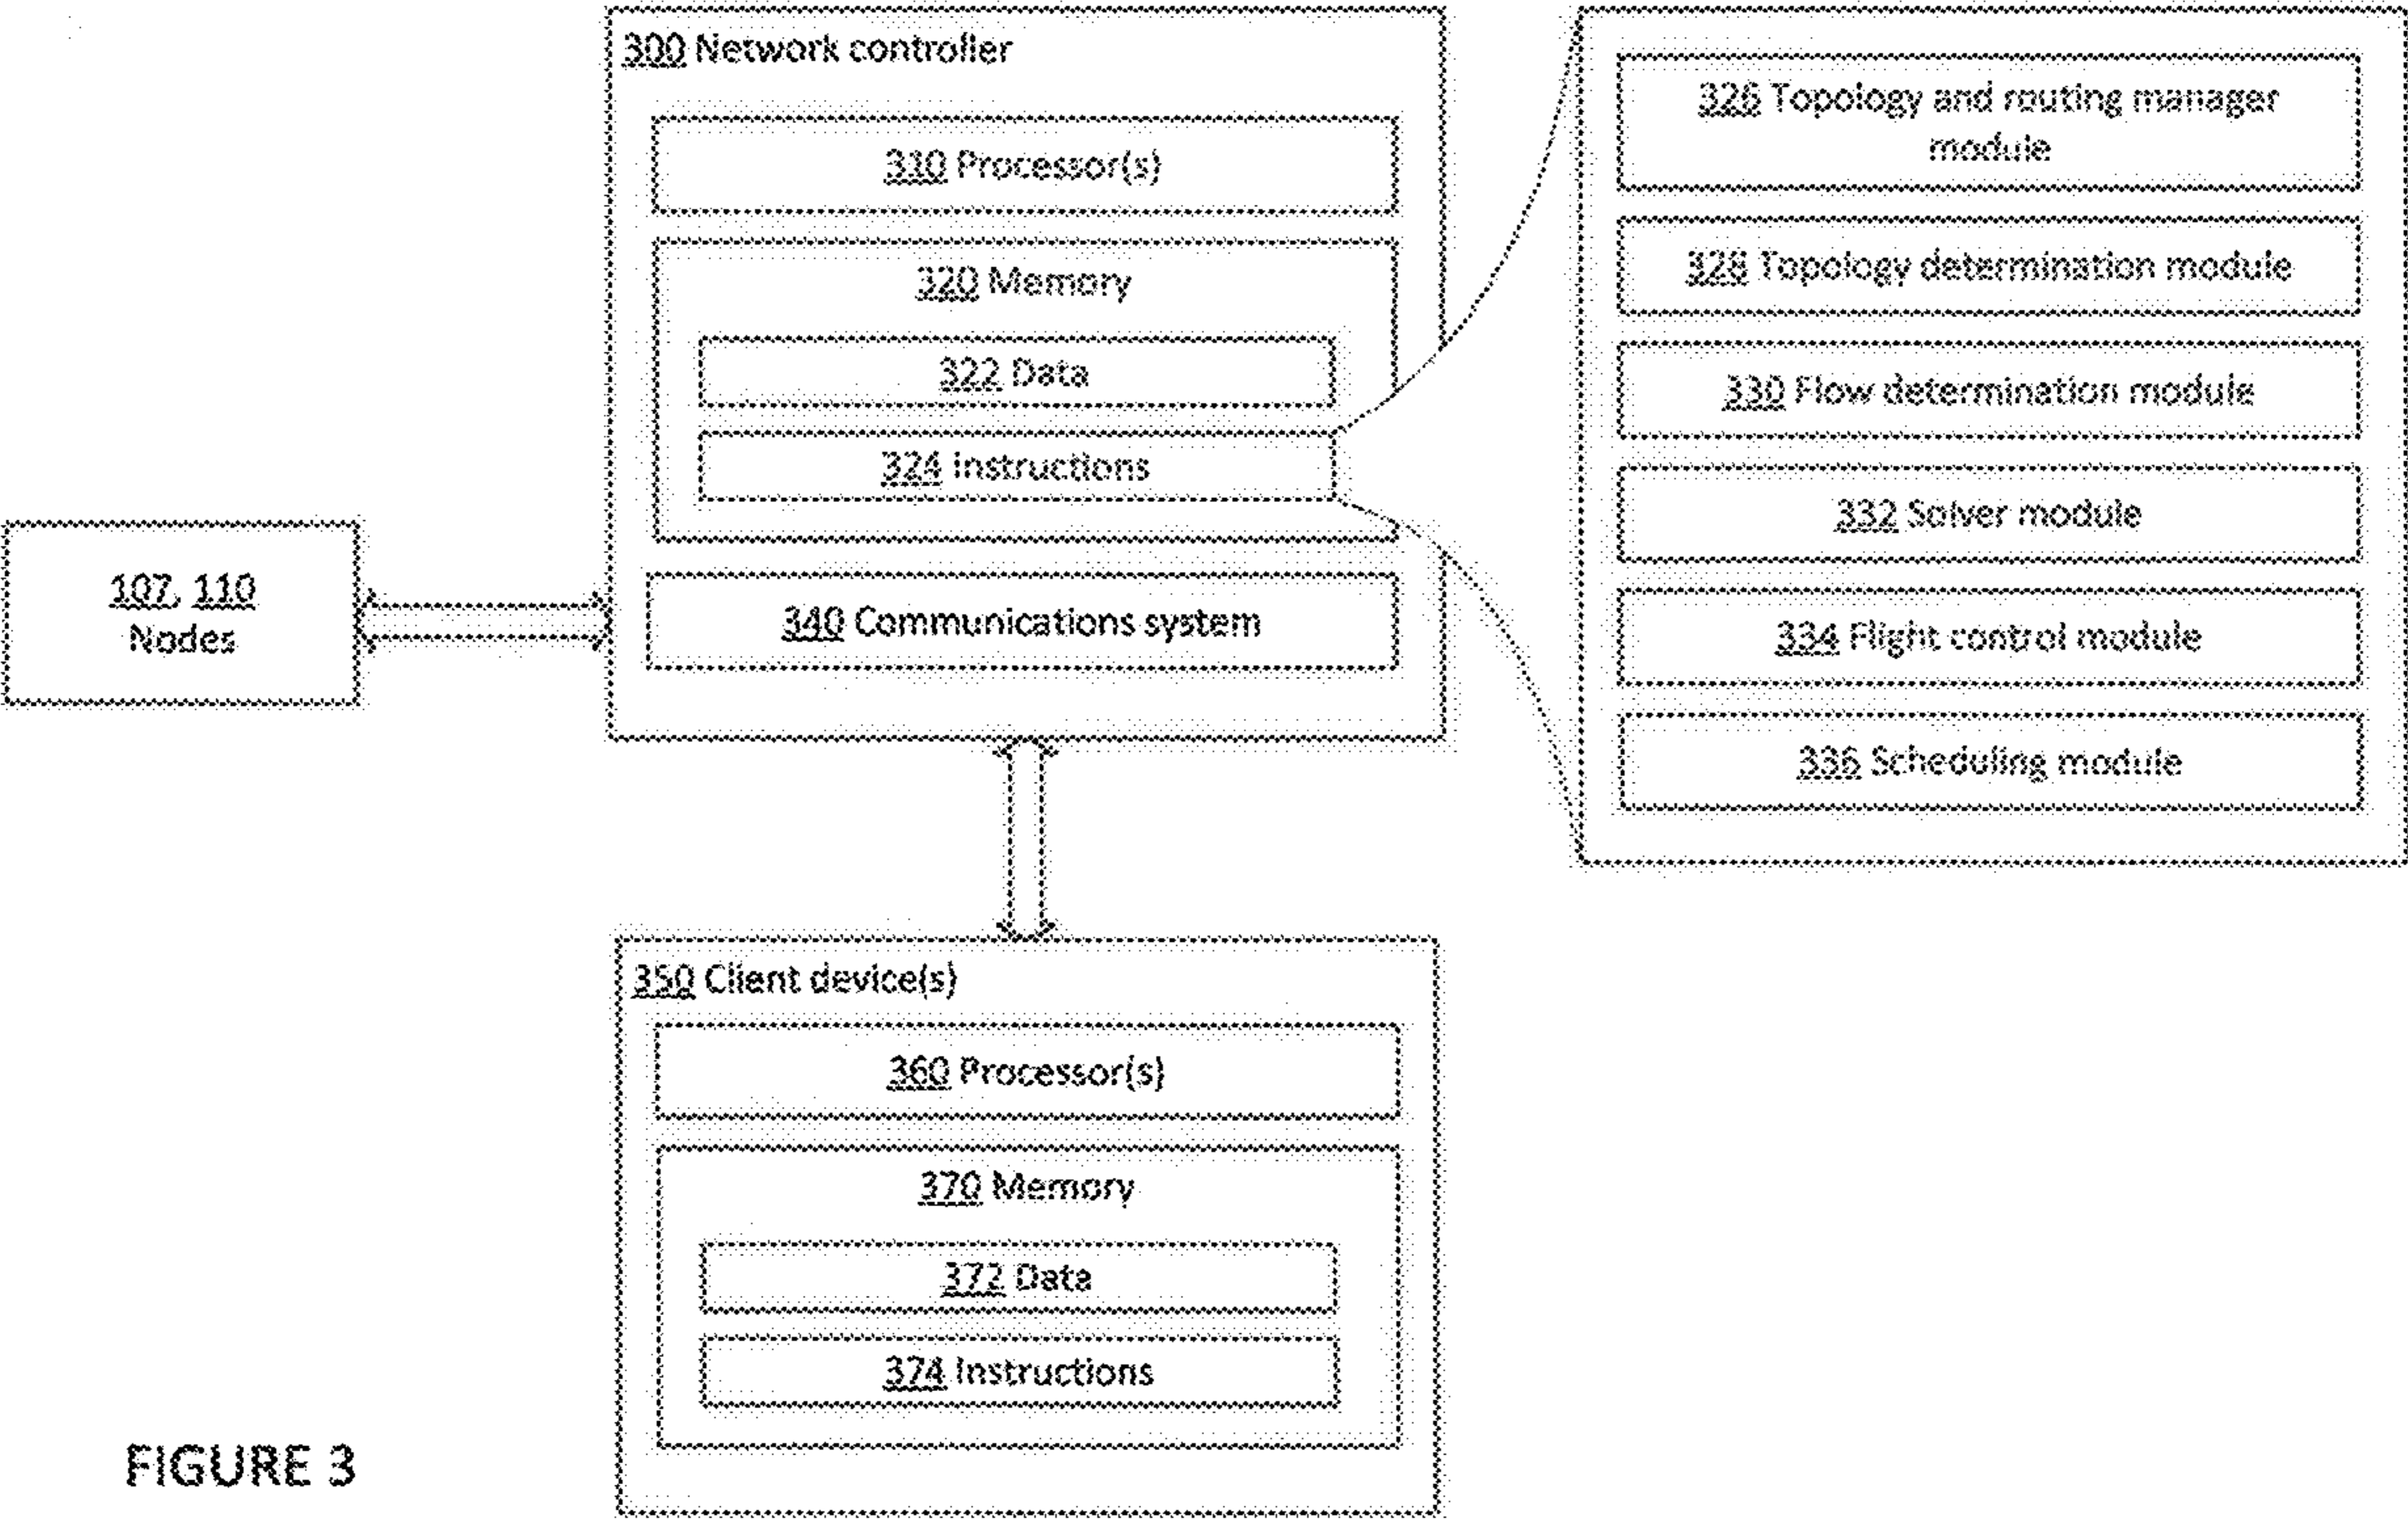 300 Network controller
310 Processor(s)
320 Memory
322 Data
324 Instructions
340 Communications system
326 Topology and routing manager
module
328 Topology determination module
330 Flow determination module
332 Solver module
334 Flight control module
336 Scheduling module
107, 110
Nodes
350 Client device(s)
360 Processor(s)
370 Memory
372 Data
374 Instructions
FIGURE 3